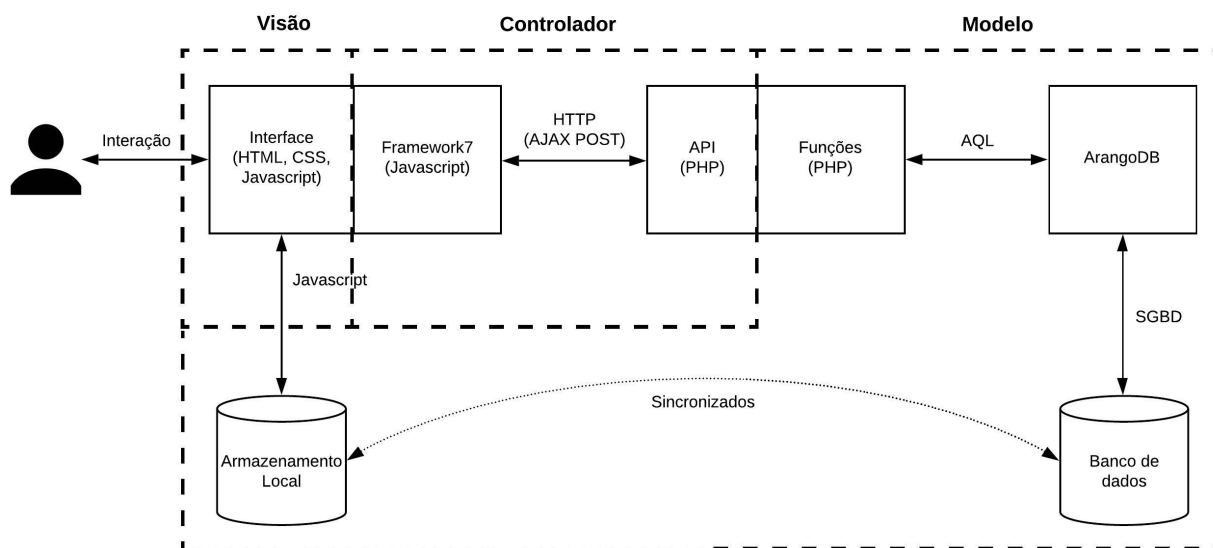 Visão
Controlador
Modelo
Interação
Interface
(HTML, CSS,
Javascript)
Framework7
(Javascript)
HTTP
(AJAX POST)
API
(PHP)
Funções
(PHP)
AQL
ArangoDB
Javascript
SGBD
Sincronizados
Armazenamento
Local
Banco de
dados